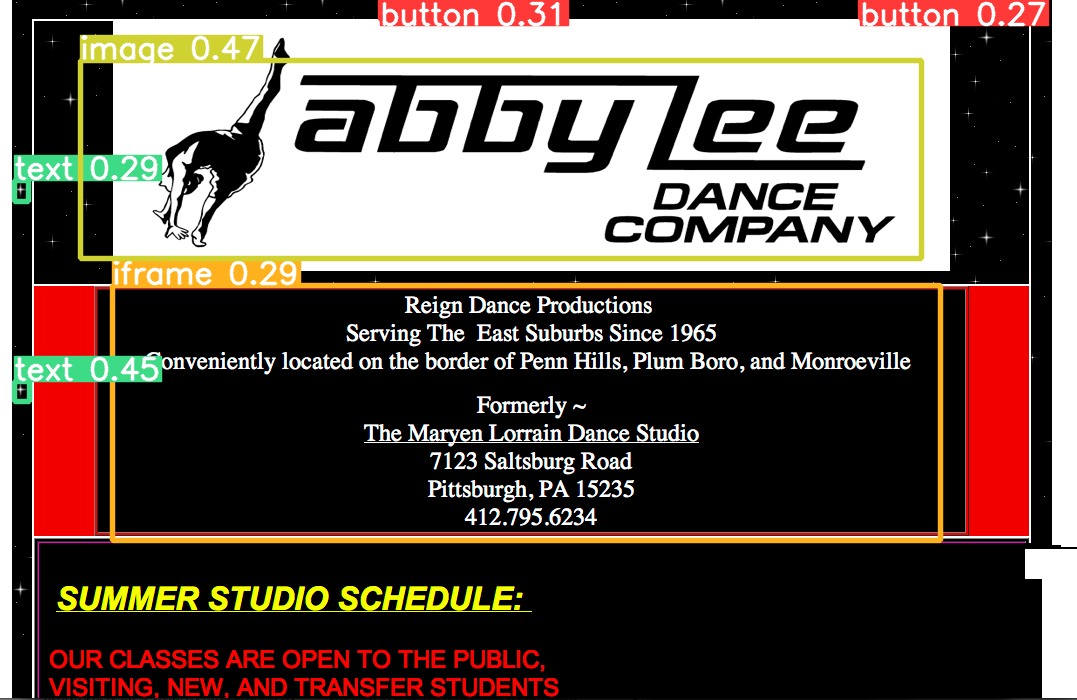 button 0.31
button 0.27
image 0.47
abby Lee
text 0.29
DANCE
COMPANY
iframe 0.29
Reign Dance Productions
Serving The East Suburbs Since 1965
text 0.45
Conveniently located on the border of Penn Hills, Plum Boro, and Monroeville
Formerly ~
The Maryen Lorrain Dance Studio
7123 Saltsburg Road
Pittsburgh, PA 15235
412.795.6234
SUMMER STUDIO SCHEDULE:
OUR CLASSES ARE OPEN TO THE PUBLIC,
VISITING, NEW, AND TRANSFER STUDENTS